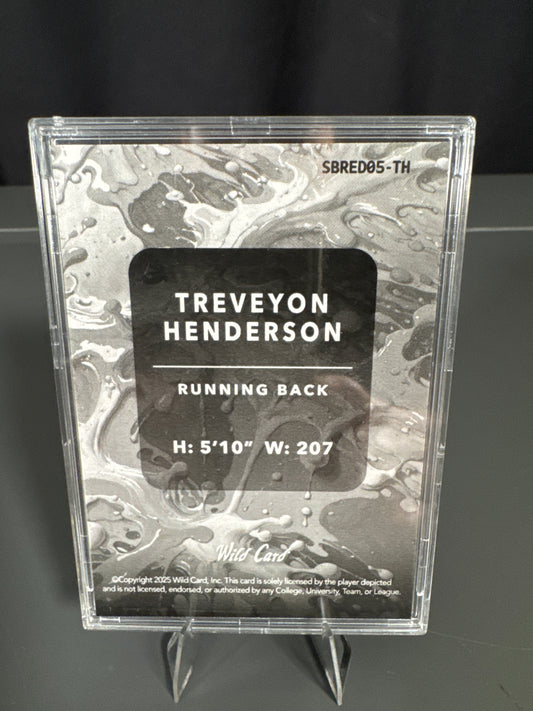 SBRED05-TH
TREVEYON
HENDERSON
RUNNING BACK
H: 5'10" W: 207
Wild Card
©Copyright 2025 Wild Card, Inc. This card is solely licensed by the player depicted
and is not licensed, endorsed, or authorized by any College, University, Team, or League.